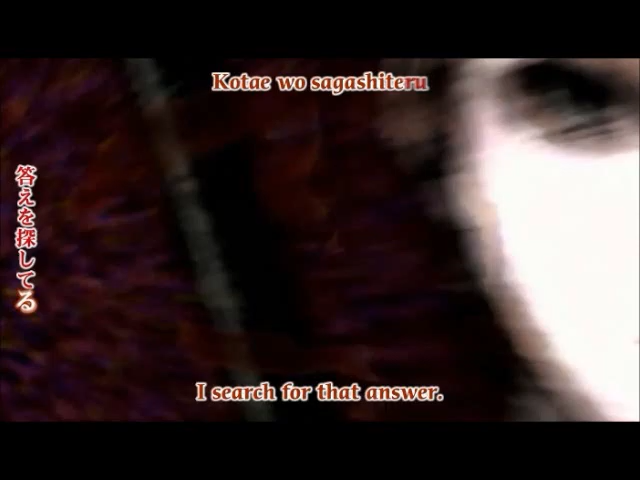 Kotae wo sagashiteru
答えを探してる
I search for that answer.